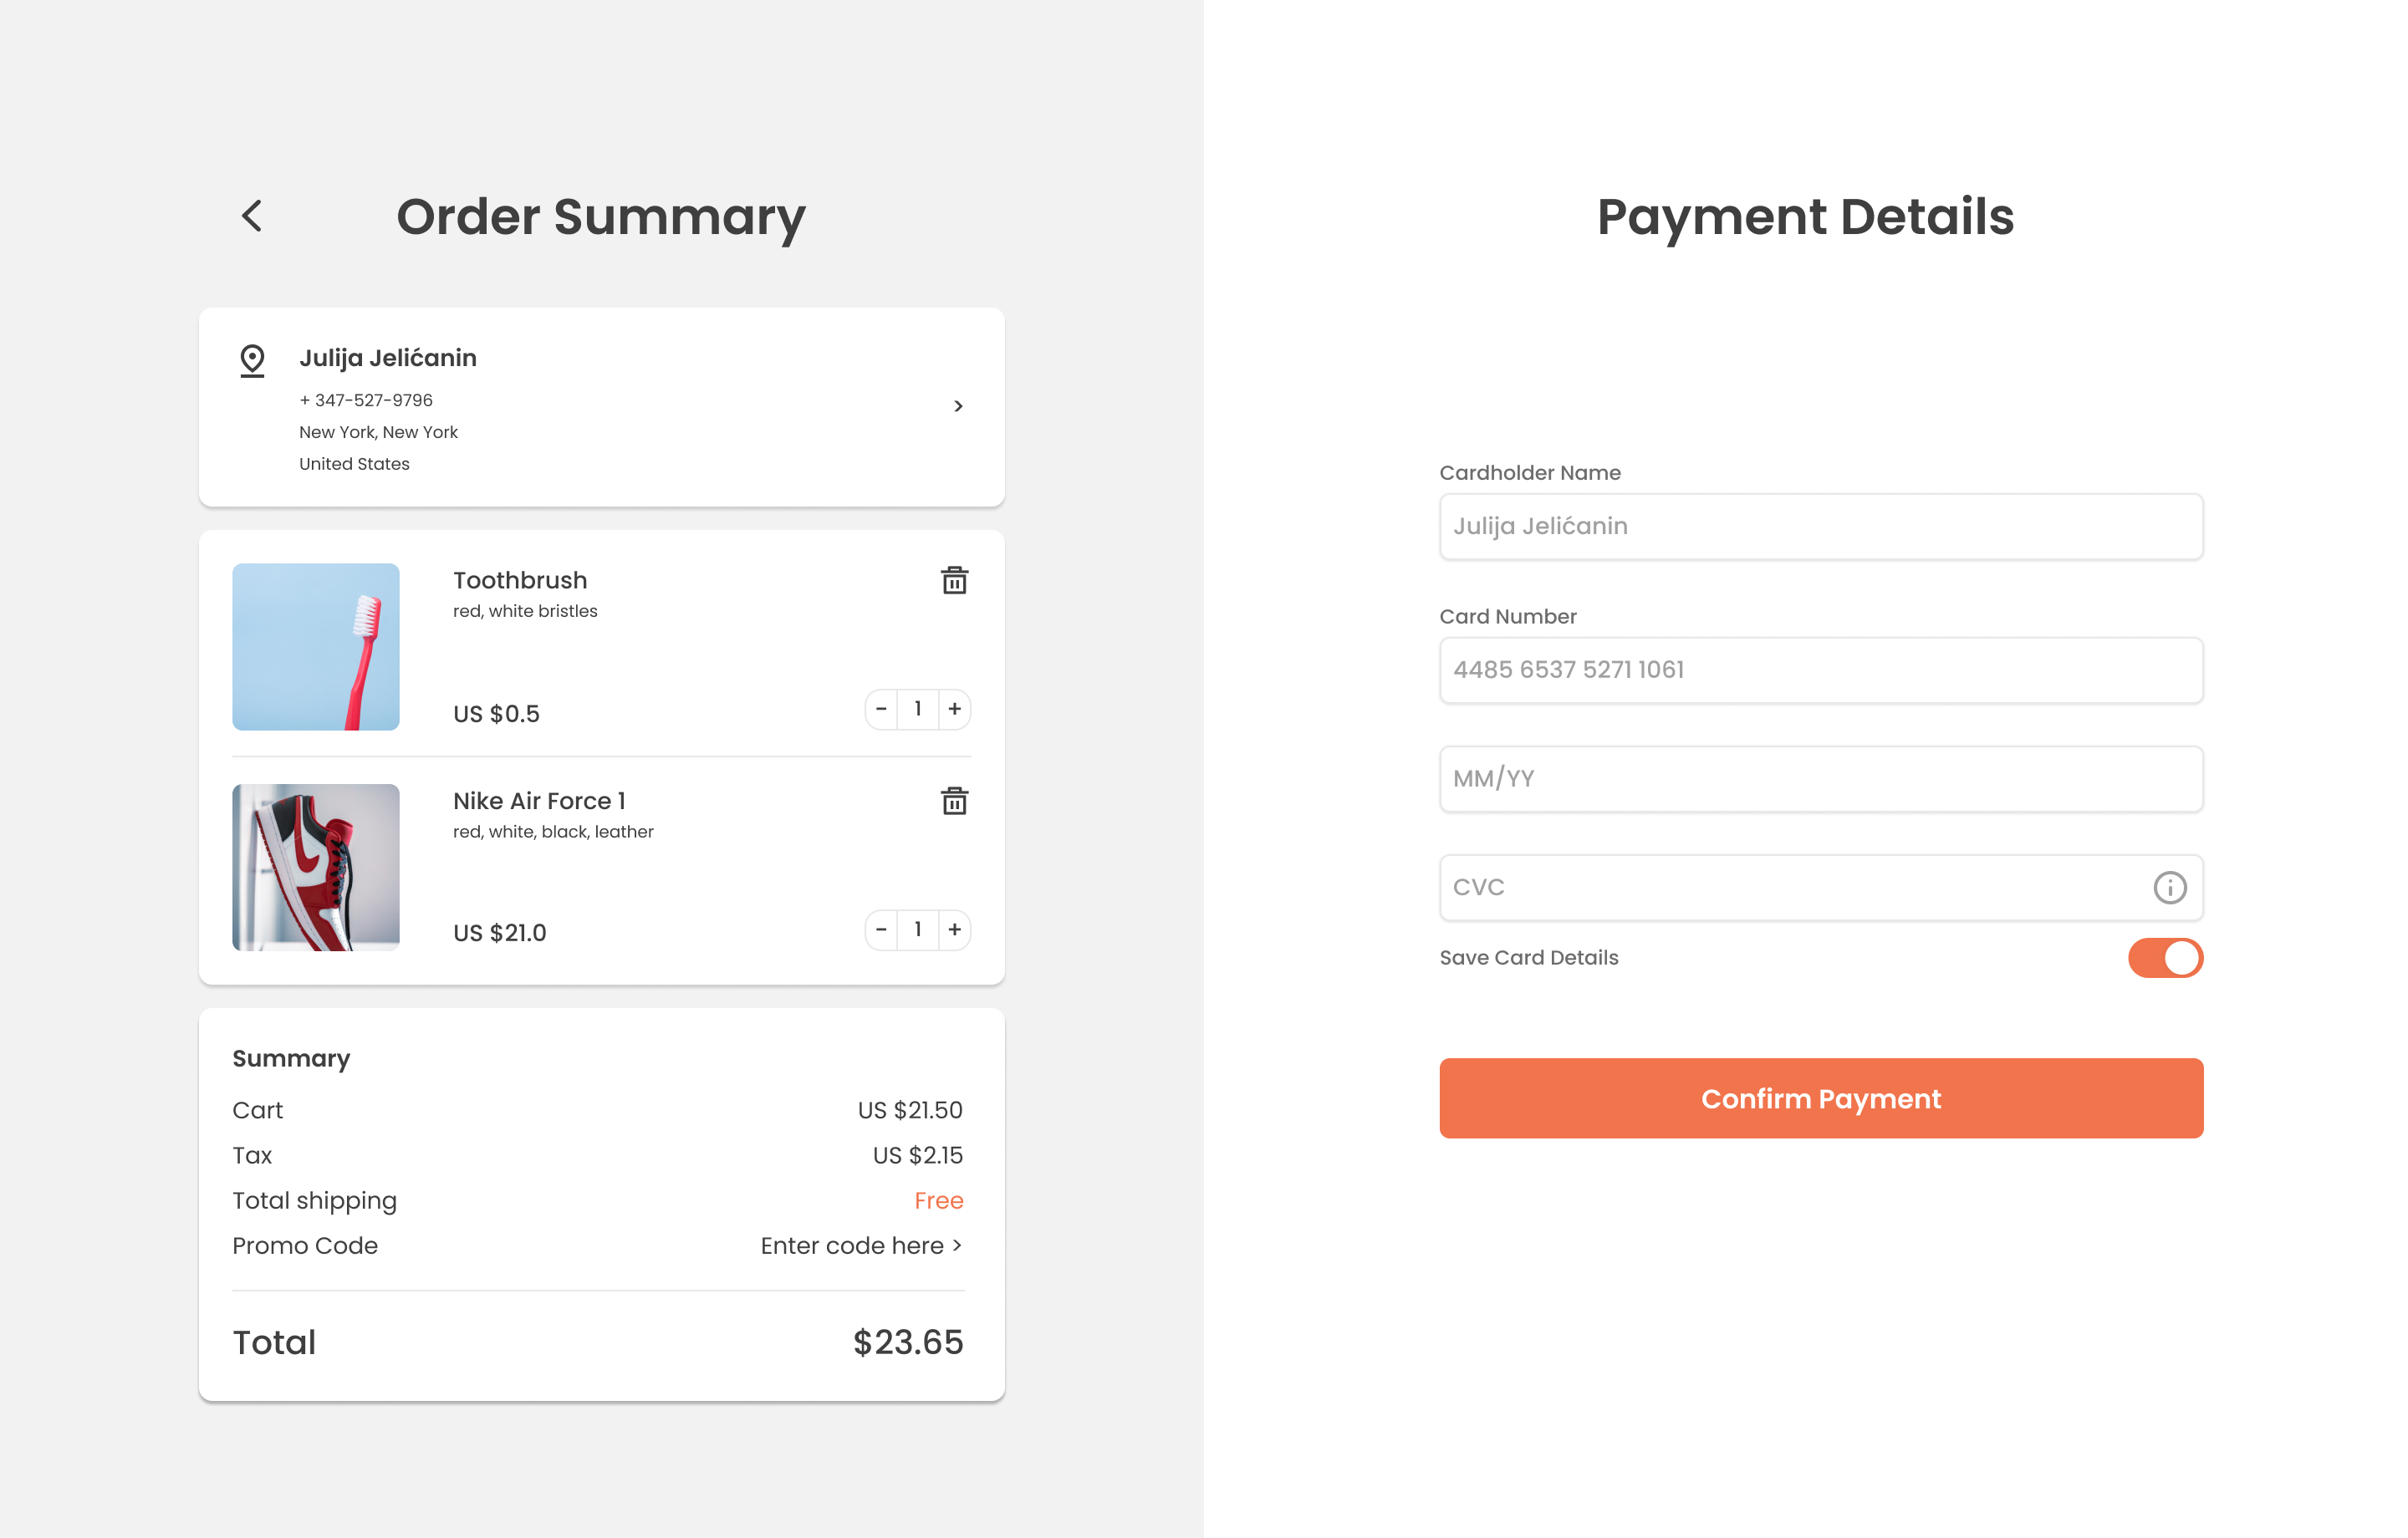 Order Summary
Julija Jelićanin
+ 347-527-9796
New York, New York
United States
>
Toothbrush
red, white bristles
US $0.5
- 1 +
Nike Air Force 1
red, white, black, leather
US $21.0
- 1 +
Summary
Cart US $21.50
Tax US $2.15
Total shipping Free
Promo Code Enter code here >
Total $23.65
Payment Details
Cardholder Name
Julija Jelićanin
Card Number
4485 6537 5271 1061
MM/YY
CVC
Save Card Details
Confirm Payment